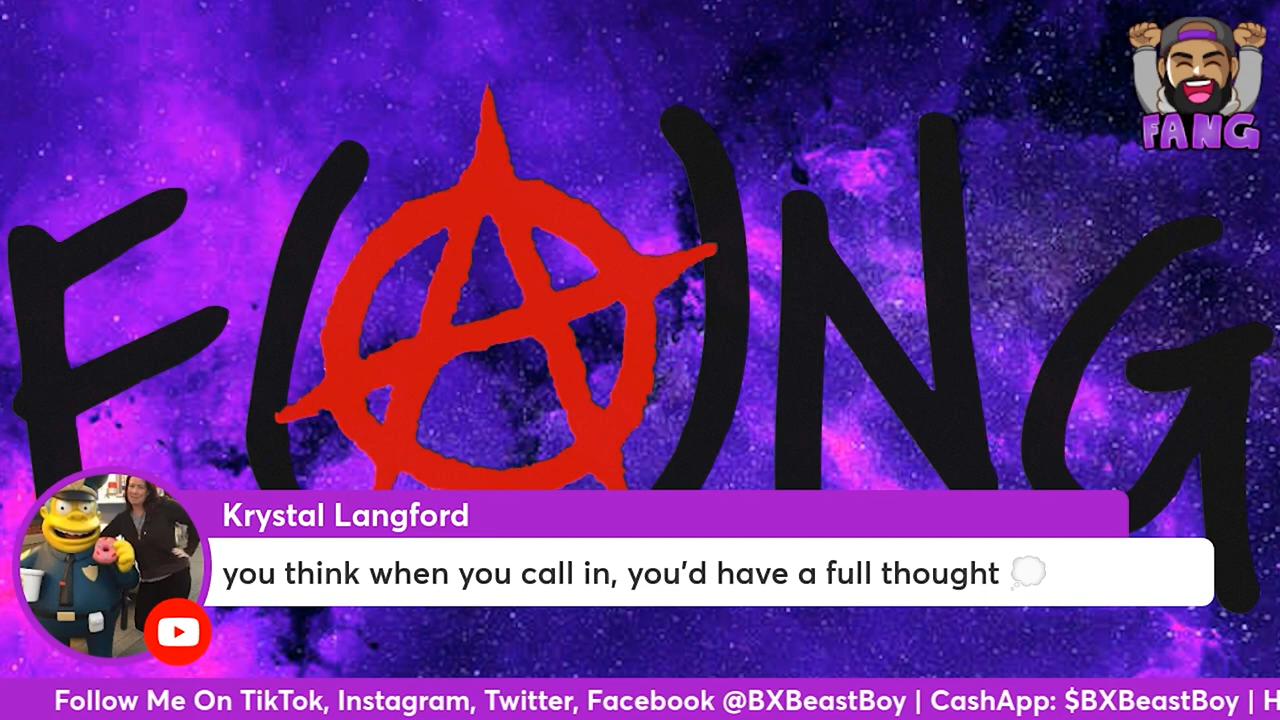 FANG
F(A)NG
Krystal Langford
you think when you call in, you'd have a full thought 💭
Follow Me On TikTok, Instagram, Twitter, Facebook @BXBeastBoy | CashApp: $BXBeastBoy | H